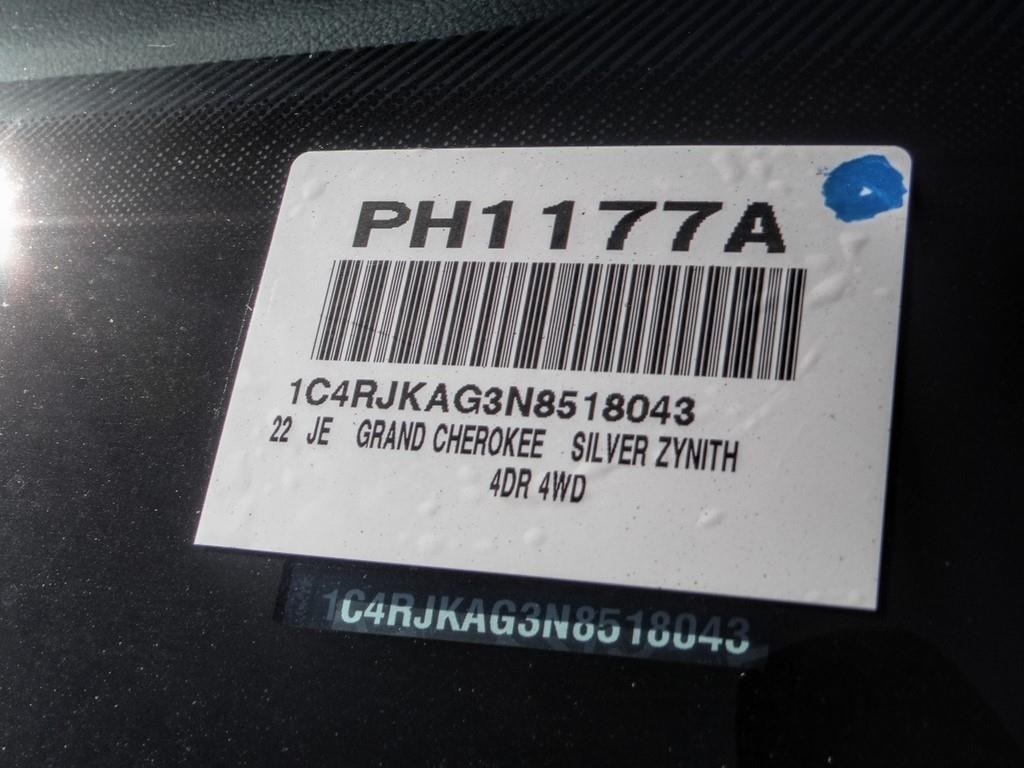 PH1177A
1C4RJKAG3N8518043
22 JE GRAND CHEROKEE SILVER ZYNITH
4DR 4WD
1C4RJKAG3N8518043